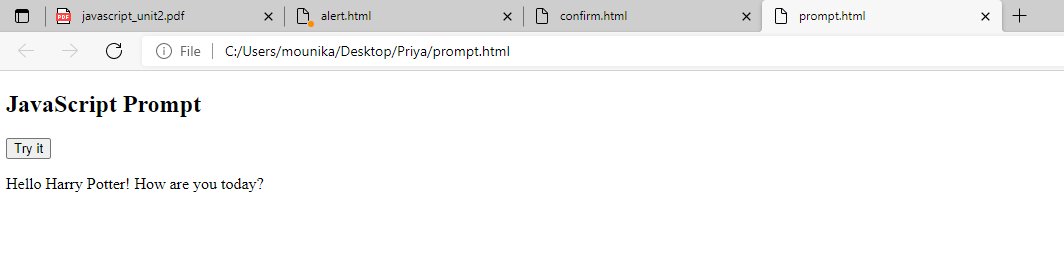 PDF javascript_unit2.pdf alert.html confirm.html prompt.html
File C:/Users/mounika/Desktop/Priya/prompt.html
JavaScript Prompt
Try it
Hello Harry Potter! How are you today?